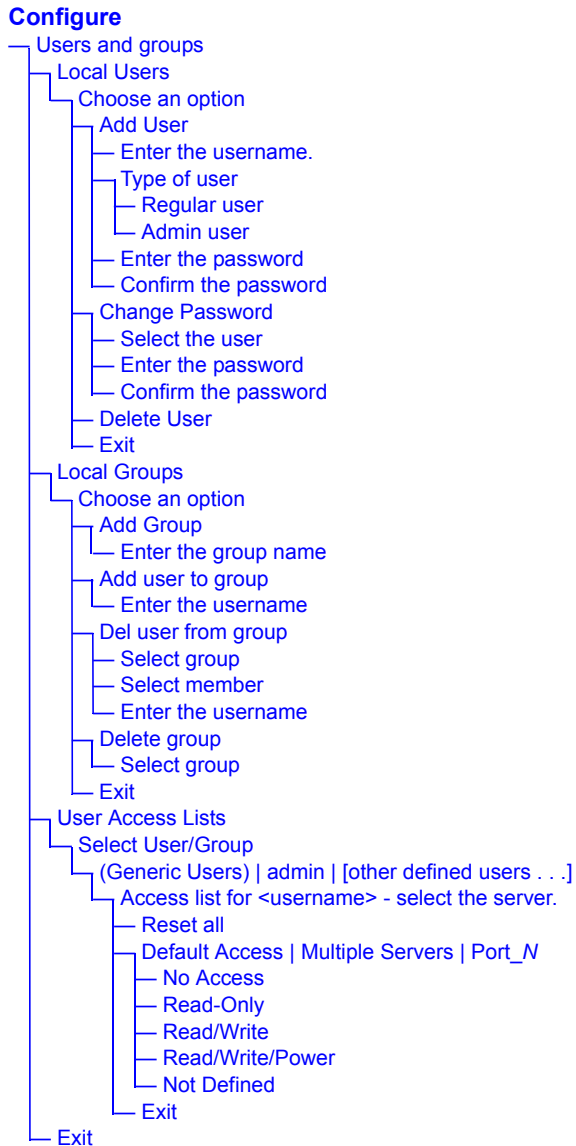 Configure
Users and groups
Local Users
Choose an option
Add User
Enter the username.
Type of user
Regular user
Admin user
Enter the password
Confirm the password
Change Password
Select the user
Enter the password
Confirm the password
Delete User
Exit
Local Groups
Choose an option
Add Group
Enter the group name
Add user to group
Enter the username
Del user from group
Select group
Select member
Enter the username
Delete group
Select group
Exit
User Access Lists
Select User/Group
(Generic Users) | admin | [other defined users . . .]
Access list for <username> - select the server.
Reset all
Default Access | Multiple Servers | Port_N
No Access
Read-Only
Read/Write
Read/Write/Power
Not Defined
Exit
Exit